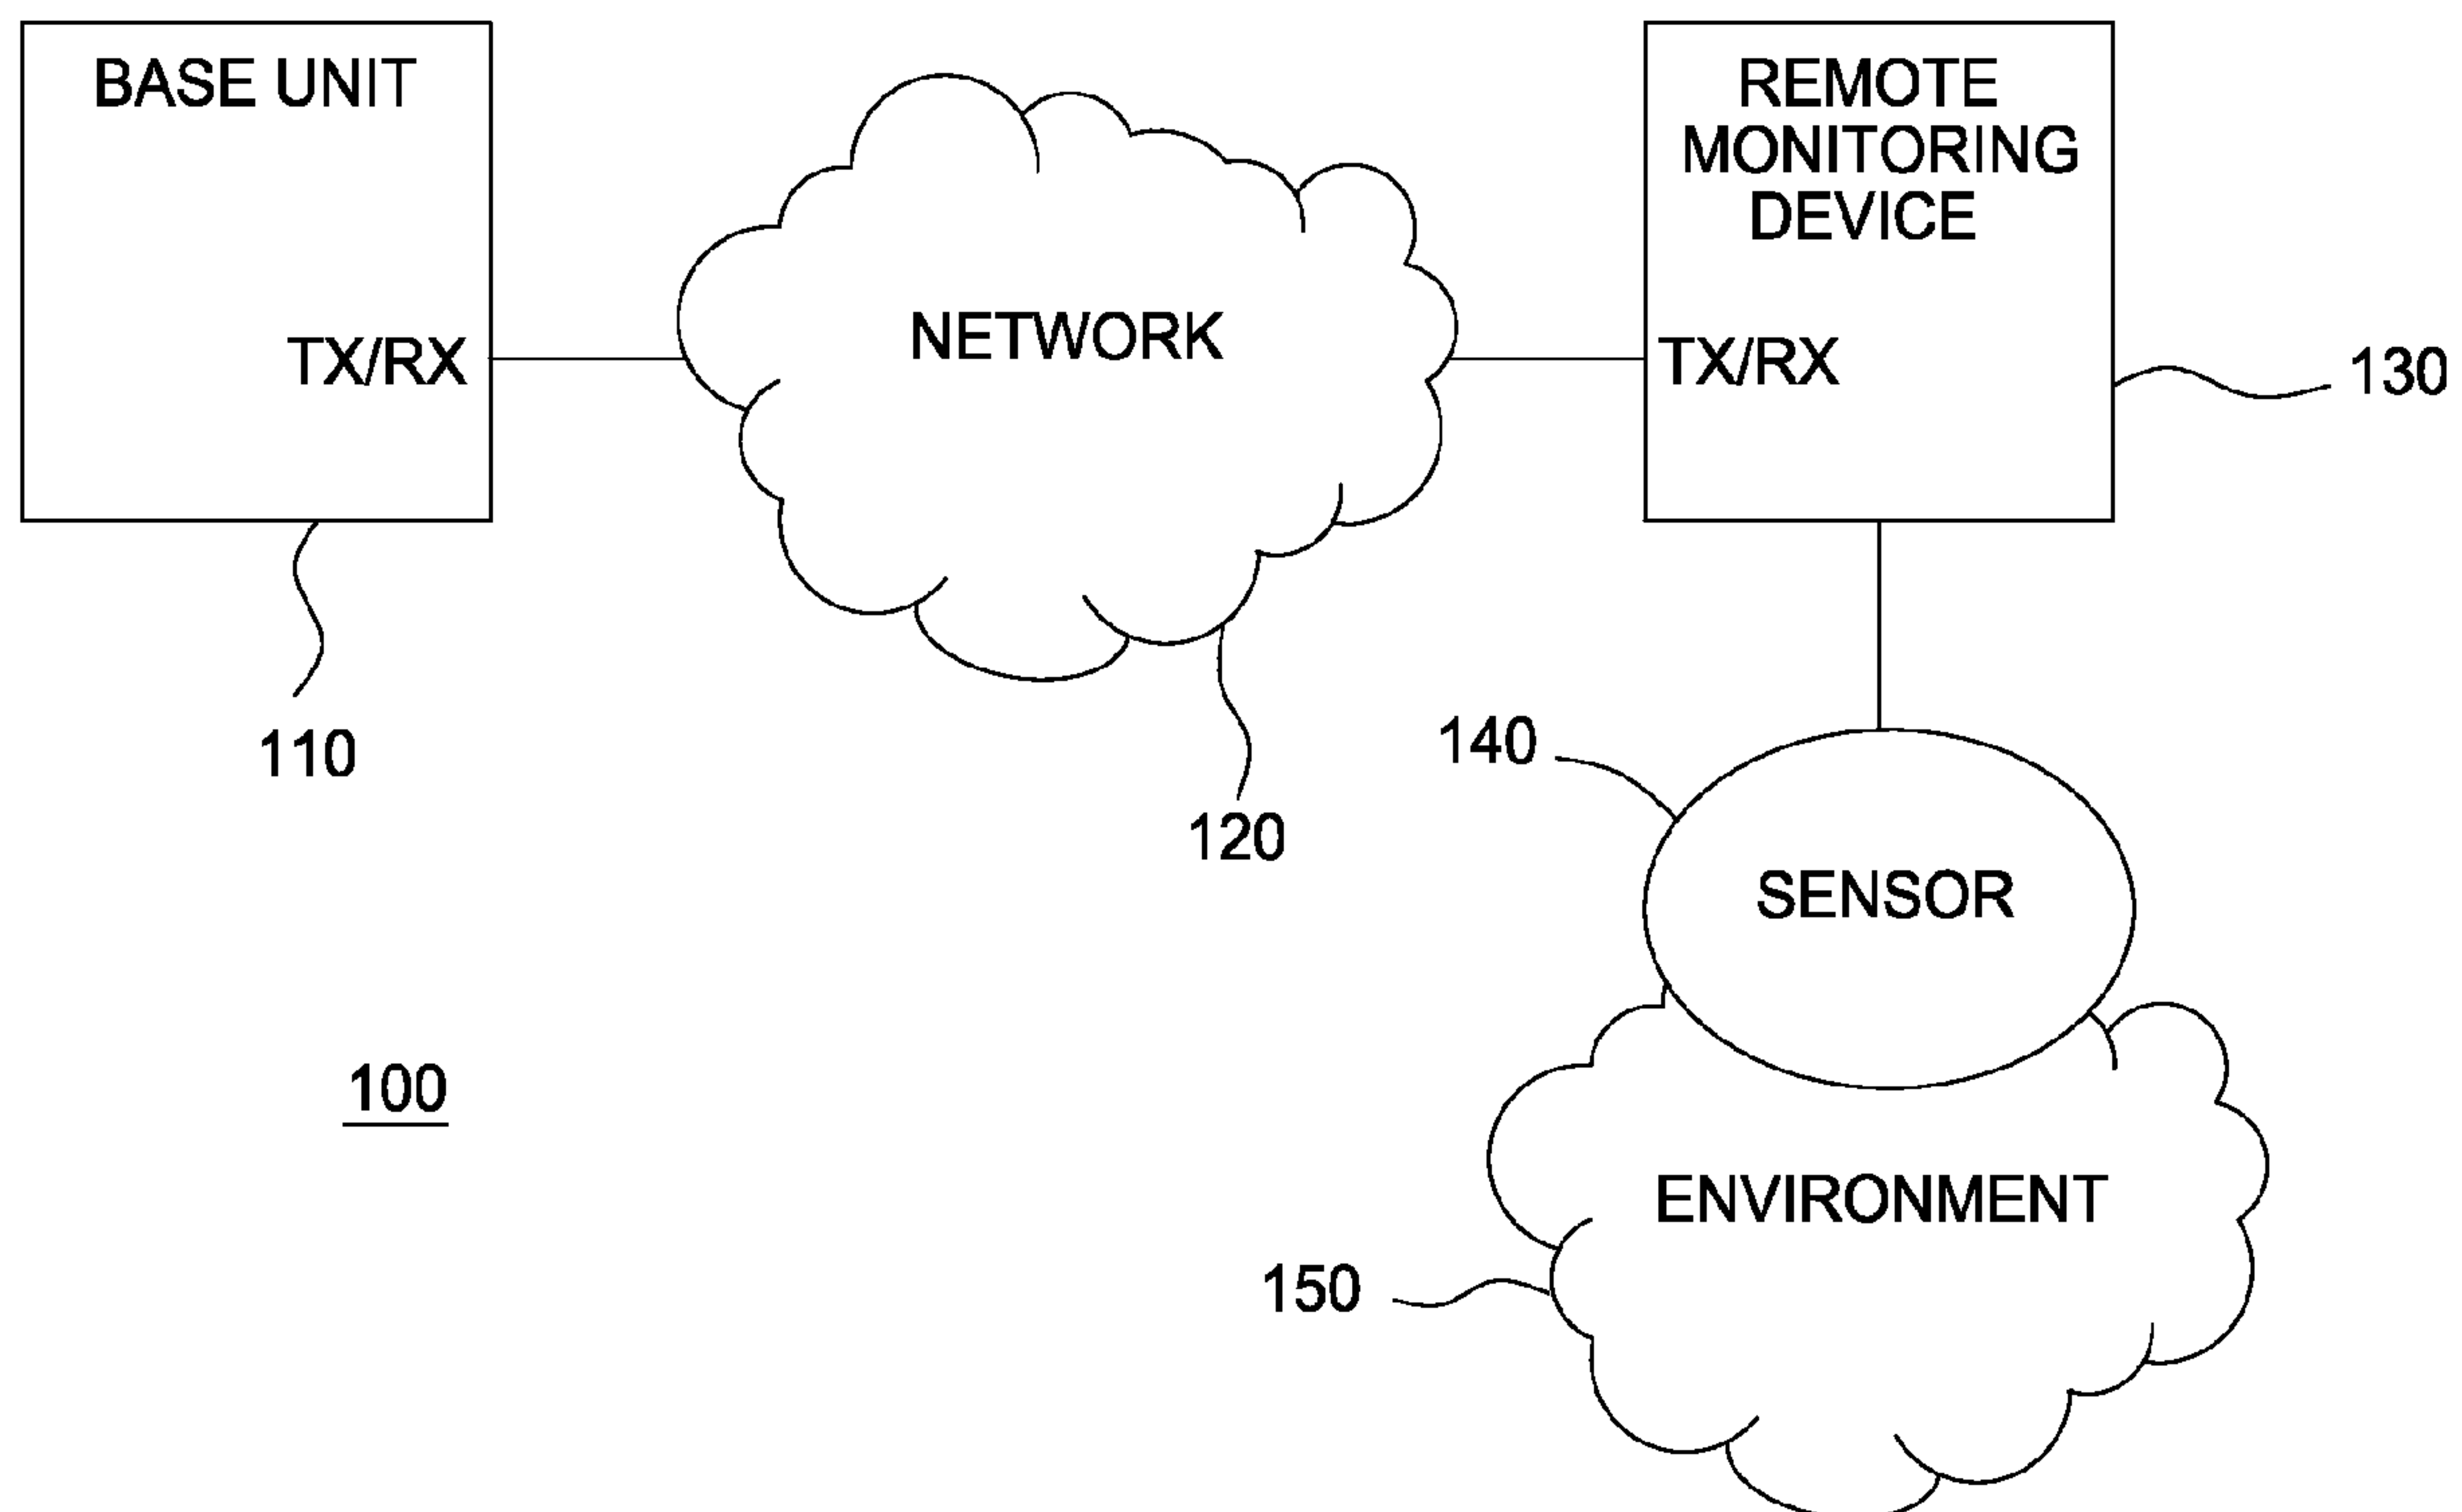 BASE UNIT
TX/RX
110
NETWORK
120
REMOTE
MONITORING
DEVICE
TX/RX
130
140
SENSOR
100
ENVIRONMENT
150